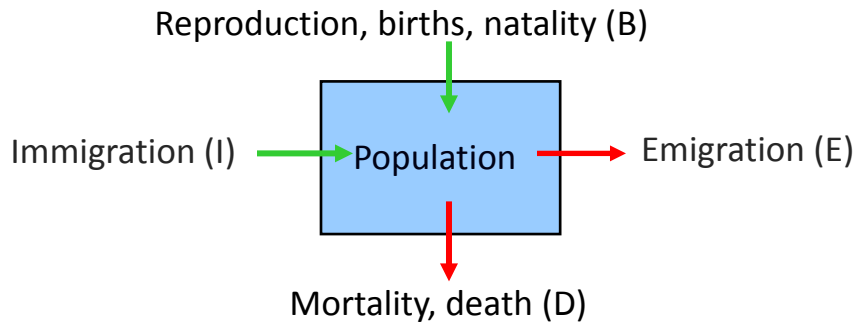 Reproduction, births, natality (B)
Immigration (I)
Population
Emigration (E)
Mortality, death (D)